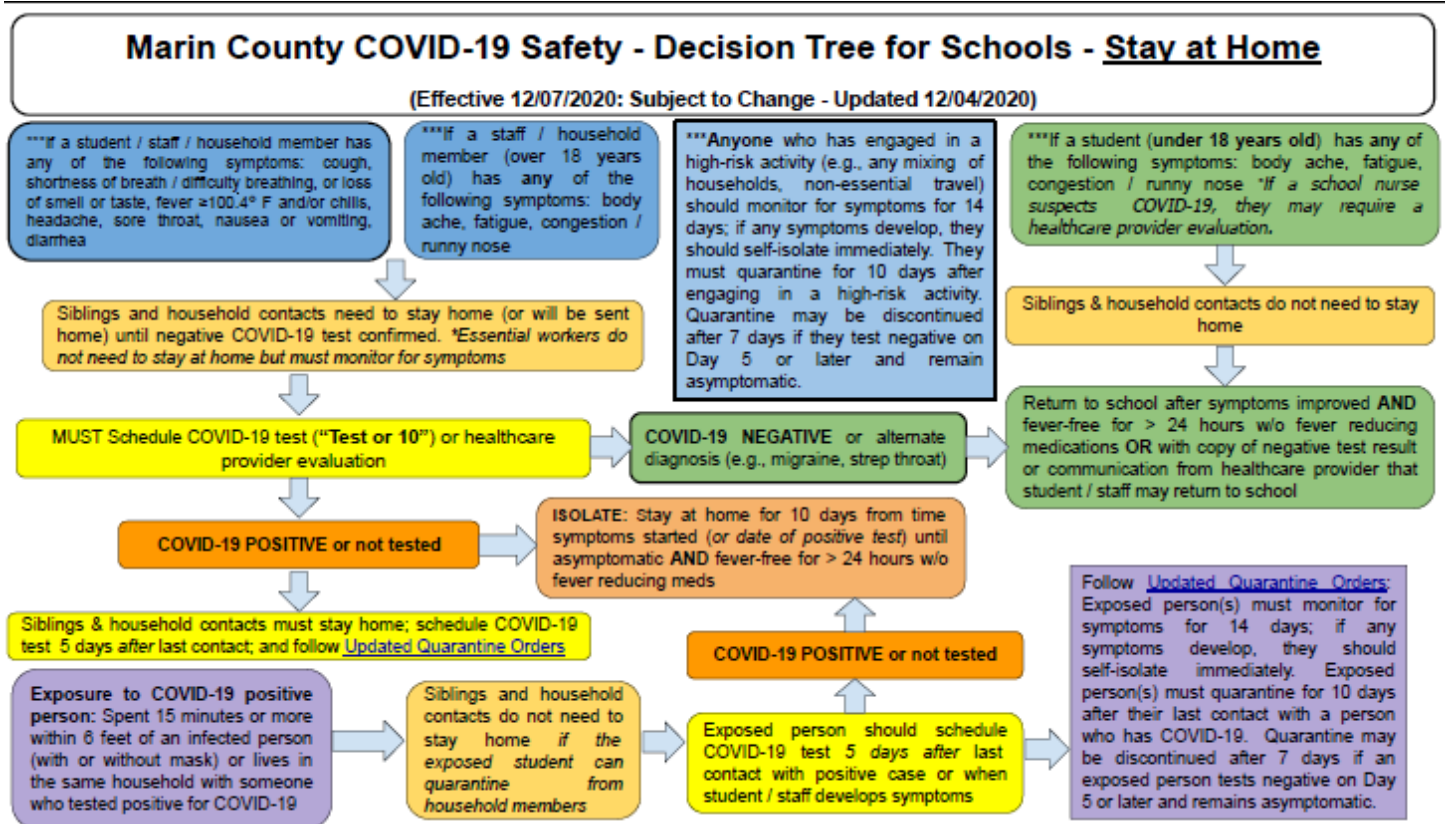 Marin County COVID-19 Safety - Decision Tree for Schools - Stay at Home
(Effective 12/07/2020: Subject to Change - Updated 12/04/2020)
***If a student / staff / household member has
any of the following symptoms: cough,
shortness of breath / difficulty breathing, or loss
of smell or taste, fever ≥100.4º F and/or chills,
headache, sore throat, nausea or vomiting,
diarrhea
***If a staff / household
member (over 18 years
old) has any of the
following symptoms: body
ache, fatigue, congestion /
runny nose
***Anyone who has engaged in a
high-risk activity (e.g., any mixing of
households, non-essential travel)
should monitor for symptoms for 14
days; if any symptoms develop, they
should self-isolate immediately. They
must quarantine for 10 days after
engaging in a high-risk activity.
Quarantine may be discontinued
after 7 days if they test negative on
Day 5 or later and remain
asymptomatic.
***If a student (under 18 years old) has any of
the following symptoms: body ache, fatigue,
congestion / runny nose *If a school nurse
suspects COVID-19, they may require a
healthcare provider evaluation.
Siblings and household contacts need to stay home (or will be sent
home) until negative COVID-19 test confirmed. *Essential workers do
not need to stay at home but must monitor for symptoms
Siblings & household contacts do not need to stay
home
MUST Schedule COVID-19 test ("Test or 10") or healthcare
provider evaluation
COVID-19 NEGATIVE or alternate
diagnosis (e.g., migraine, strep throat)
Return to school after symptoms improved AND
fever-free for > 24 hours w/o fever reducing
medications OR with copy of negative test result
or communication from healthcare provider that
student / staff may return to school
COVID-19 POSITIVE or not tested
ISOLATE: Stay at home for 10 days from time
symptoms started (or date of positive test) until
asymptomatic AND fever-free for > 24 hours w/o
fever reducing meds
Siblings & household contacts must stay home; schedule COVID-19
test 5 days after last contact; and follow Updated Quarantine Orders
Exposure to COVID-19 positive
person: Spent 15 minutes or more
within 6 feet of an infected person
(with or without mask) or lives in
the same household with someone
who tested positive for COVID-19
Siblings and household
contacts do not need to
stay home if the
exposed student can
quarantine from
household members
COVID-19 POSITIVE or not tested
Exposed person should schedule
COVID-19 test 5 days after last
contact with positive case or when
student / staff develops symptoms
Follow Updated Quarantine Orders:
Exposed person(s) must monitor for
symptoms for 14 days; if any
symptoms develop, they should
self-isolate immediately. Exposed
person(s) must quarantine for 10 days
after their last contact with a person
who has COVID-19. Quarantine may
be discontinued after 7 days if an
exposed person tests negative on Day
5 or later and remains asymptomatic.